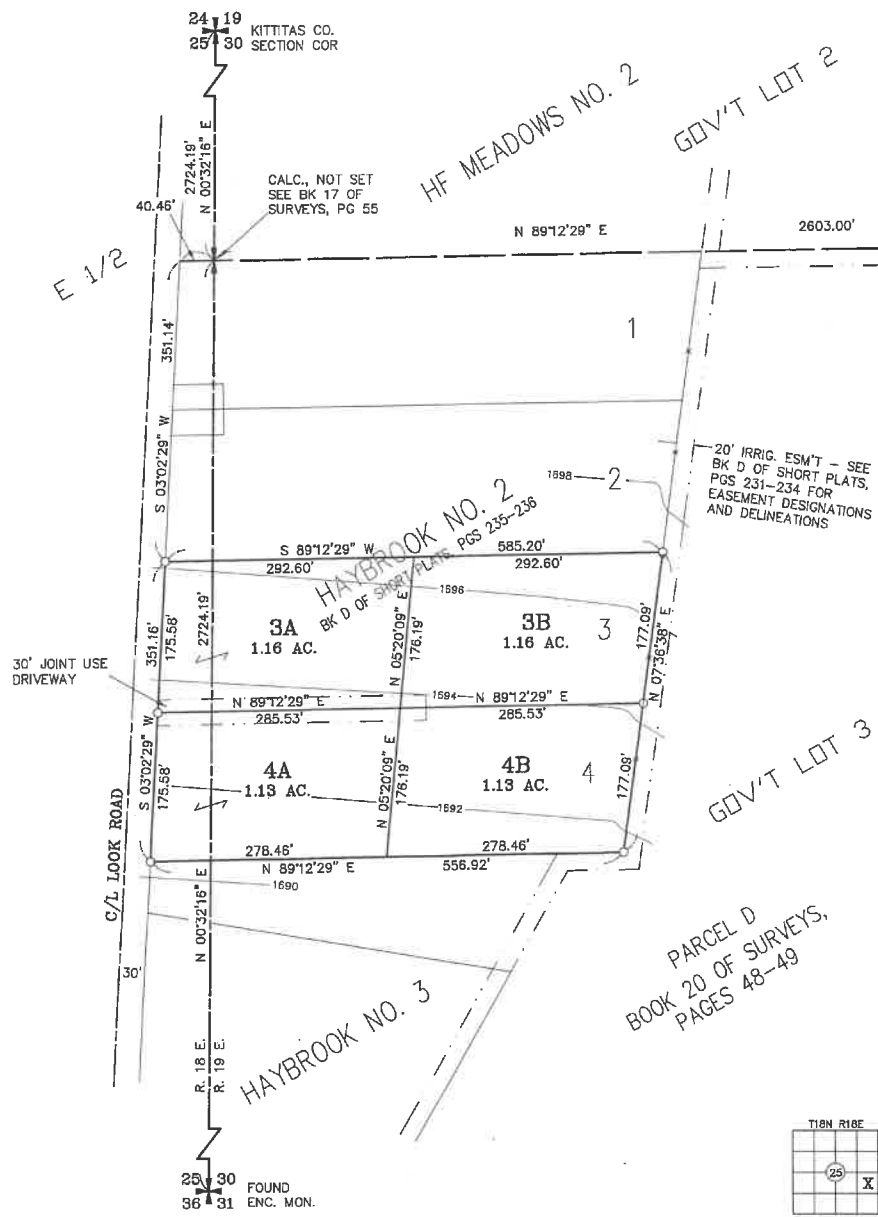 24 19
25 30
KITTITAS CO.
SECTION COR
2724.19'
N 00°32'16" E
40.46'
CALC., NOT SET
SEE BK 17 OF
SURVEYS, PG 55
HF MEADOWS NO. 2
GOV'T LOT 2
N 89°12'29" E
2603.00'
E 1/2
351.14'
S 03°02'29" W
1
2
1698
20' IRRIG. ESM'T - SEE
BK D OF SHORT PLATS,
PGS 231-234 FOR
EASEMENT DESIGNATIONS
AND DELINEATIONS
HAYBROOK NO. 2
BK D OF SHORT PLATS, PGS 235-236
S 89°12'29" W
585.20'
292.60'
292.60'
1696
351.16'
175.58'
2724.19'
3A
1.16 AC.
N 05°20'09" E
176.19'
3B
1.16 AC.
3
177.09'
N 07°36'38" E
30' JOINT USE
DRIVEWAY
N 89°12'29" E
285.53'
1694
N 89°12'29" E
285.53'
S 03°02'29" W
175.58'
4A
1.13 AC.
N 05°20'09" E
176.19'
4B
1.13 AC.
4
177.09'
1692
GOV'T LOT 3
C/L LOOK ROAD
278.46'
278.46'
N 89°12'29" E
556.92'
1690
N 00°32'16" E
30'
HAYBROOK NO. 3
PARCEL D
BOOK 20 OF SURVEYS,
PAGES 48-49
R. 18 E.
R. 19 E.
25 30
36 31
FOUND
ENC. MON.
T18N R18E
25
X